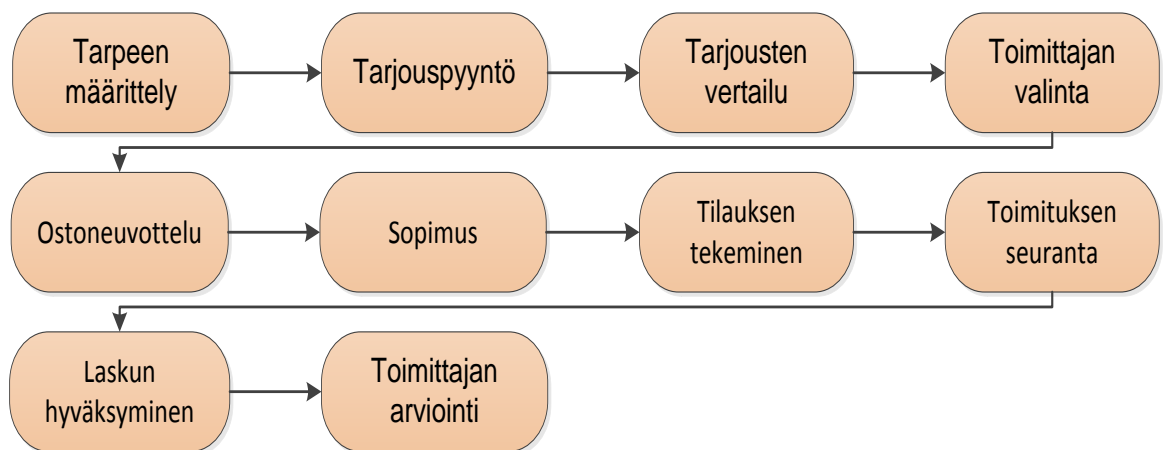 Tarpeen
määrittely
Tarjouspyyntö
Tarjousten
vertailu
Toimittajan
valinta
Ostoneuvottelu
Sopimus
Tilauksen
tekeminen
Toimituksen
seuranta
Laskun
hyväksyminen
Toimittajan
arviointi